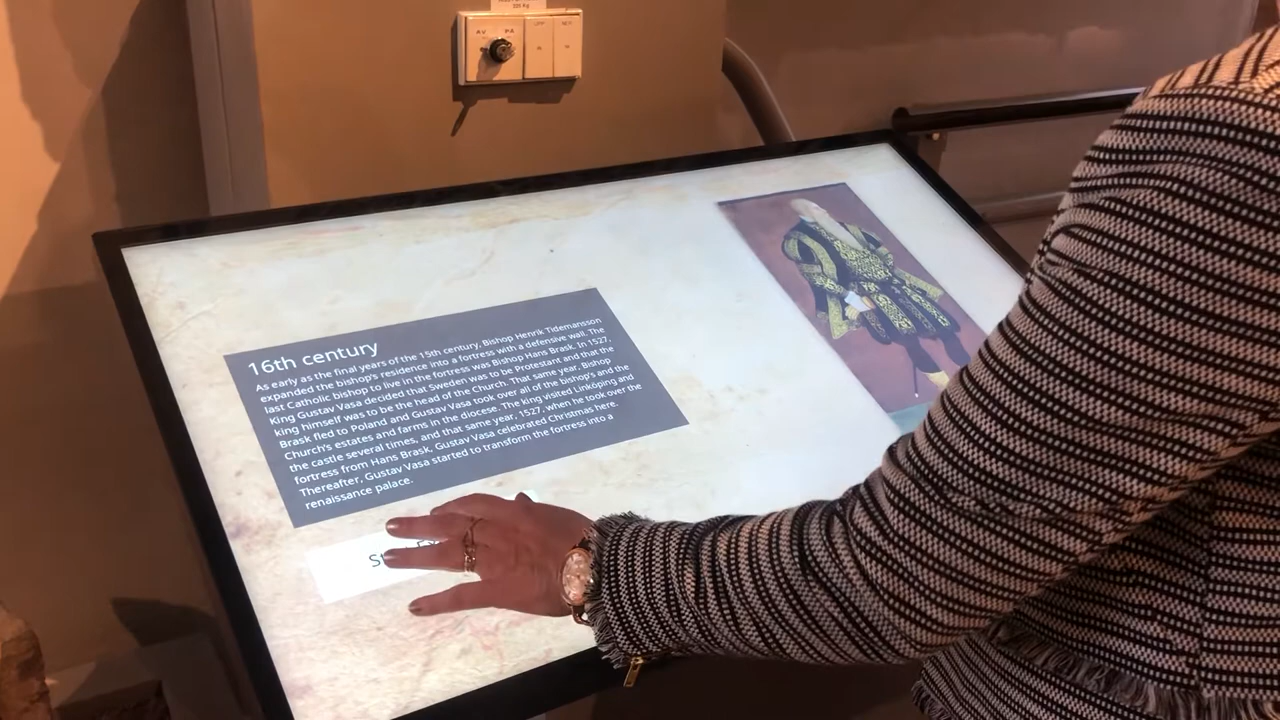 AV PÅ UPP NER
16th century
As early as the final years of the 15th century, Bishop Henrik Tidemansson
expanded the bishop's residence into a fortress with a defensive wall. The
last Catholic bishop to live in the fortress was Bishop Hans Brask. In 1527,
King Gustav Vasa decided that Sweden was to be Protestant and that the
king himself was to be the head of the Church. That same year, Bishop
Brask fled to Poland and Gustav Vasa took over all of the bishop's and the
Church's estates and farms in the diocese. The king visited Linköping and
the castle several times, and that same year, 1527, when he took over the
fortress from Hans Brask, Gustav Vasa celebrated Christmas here.
Thereafter, Gustav Vasa started to transform the fortress into a
renaissance palace.